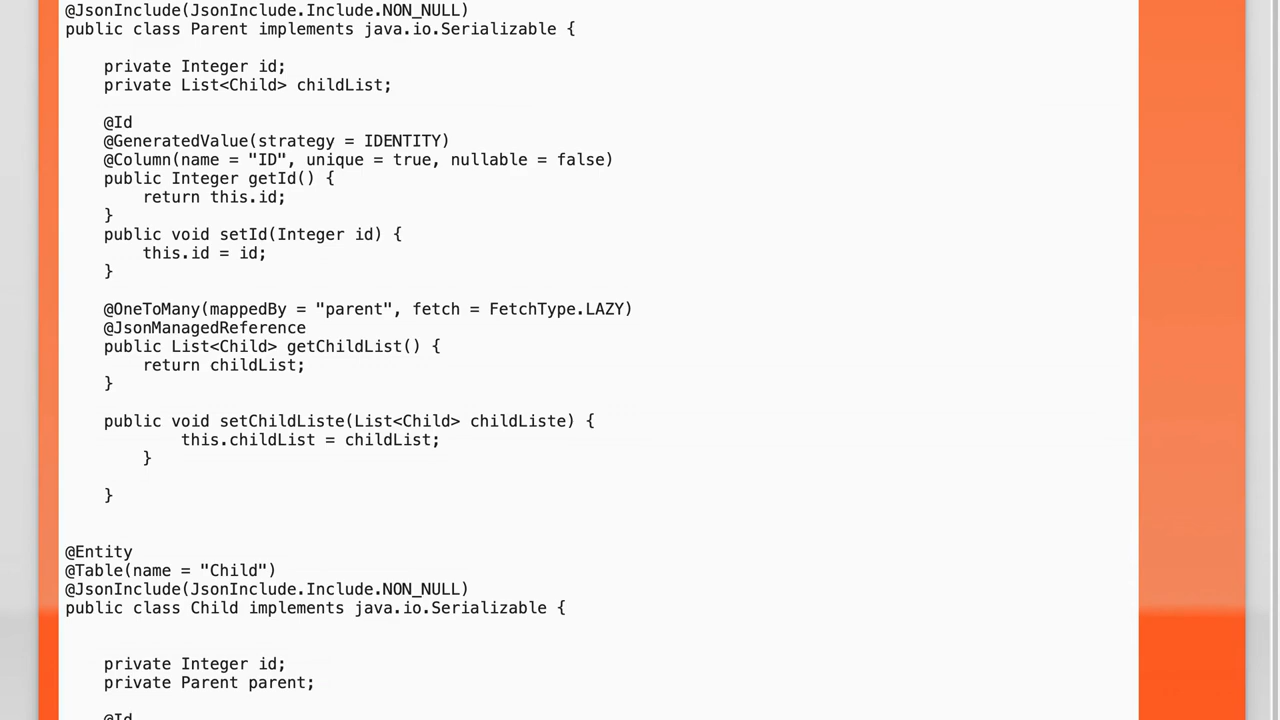 @JsonInclude(JsonInclude.Include.NON_NULL)
public class Parent implements java.io.Serializable {
private Integer id;
private List<Child> childList;
@Id
@GeneratedValue(strategy = IDENTITY)
@Column(name = "ID", unique = true, nullable = false)
public Integer getId() {
return this.id;
}
public void setId(Integer id) {
this.id = id;
}
@OneToMany(mappedBy = "parent", fetch = FetchType.LAZY)
@JsonManagedReference
public List<Child> getChildList() {
return childList;
}
public void setChildListe(List<Child> childListe) {
this.childList = childList;
}
}
@Entity
@Table(name = "Child")
@JsonInclude(JsonInclude.Include.NON_NULL)
public class Child implements java.io.Serializable {
private Integer id;
private Parent parent;
@Id